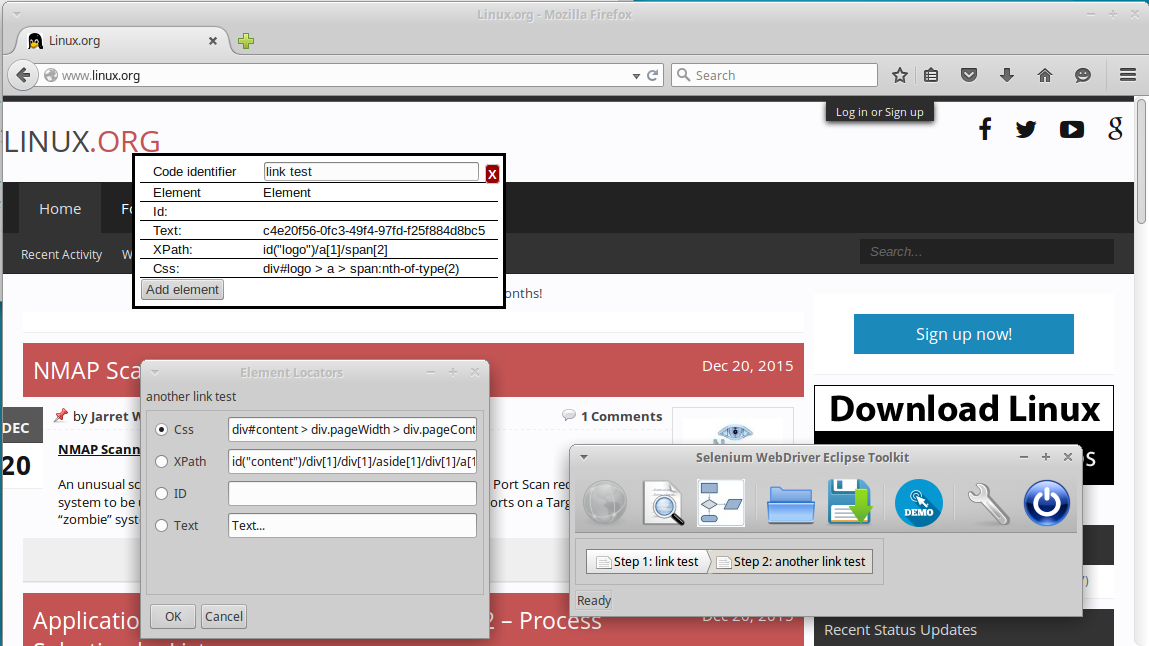 Linux.org - Mozilla Firefox
Linux.org
www.linux.org
Search
Log in or Sign up
LINUX.ORG
Code identifier link test X
Element Element
Id:
Text: c4e20f56-0fc3-49f4-97fd-f25f884d8bc5
XPath: id("logo")/a[1]/span[2]
Css: div#logo > a > span:nth-of-type(2)
Add element
Home Fo
Recent Activity W
Search...
onths!
Sign up now!
NMAP Sca Dec 20, 2015
DEC
20
by Jarret W 1 Comments
NMAP Scann
An unusual sc Port Scan rec
system to be u orts on a Targ
“zombie” syst
Download Linux
Element Locators
another link test
Css div#content > div.pageWidth > div.pageCont
XPath id("content")/div[1]/div[1]/aside[1]/div[1]/a[1
ID
Text Text...
OK Cancel
Selenium WebDriver Eclipse Toolkit
DEMO
Step 1: link test Step 2: another link test
Ready
Application 2 – Process Dec 20, 2015
Recent Status Updates